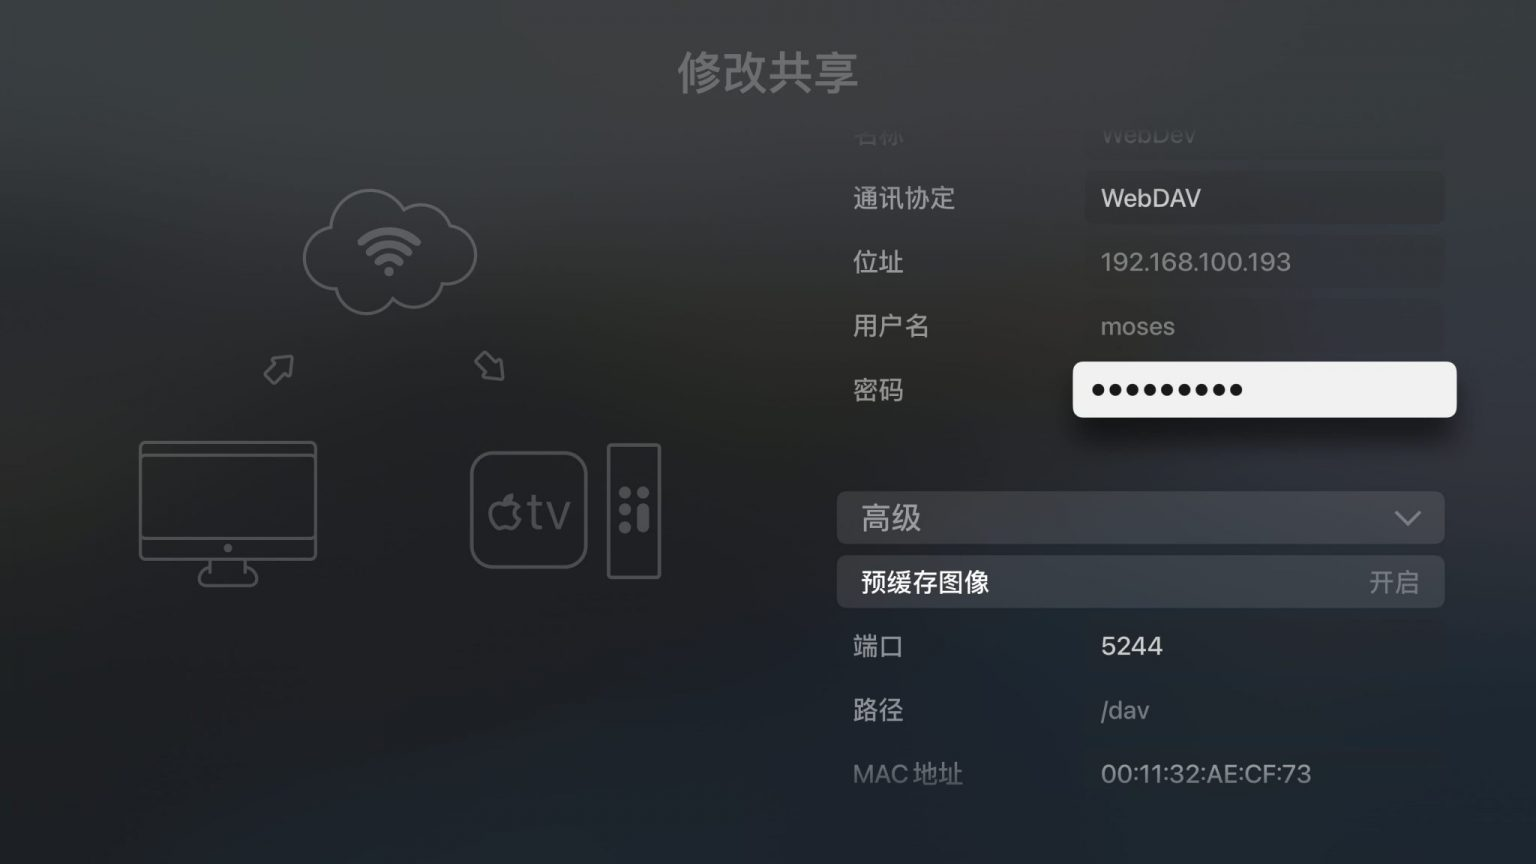 修改共享
名称 WebDev
通讯协定 WebDAV
位址 192.168.100.193
用户名 moses
密码 •••••••••
高级
预缓存图像 开启
tv
端口 5244
路径 /dav
MAC 地址 00:11:32:AE:CF:73